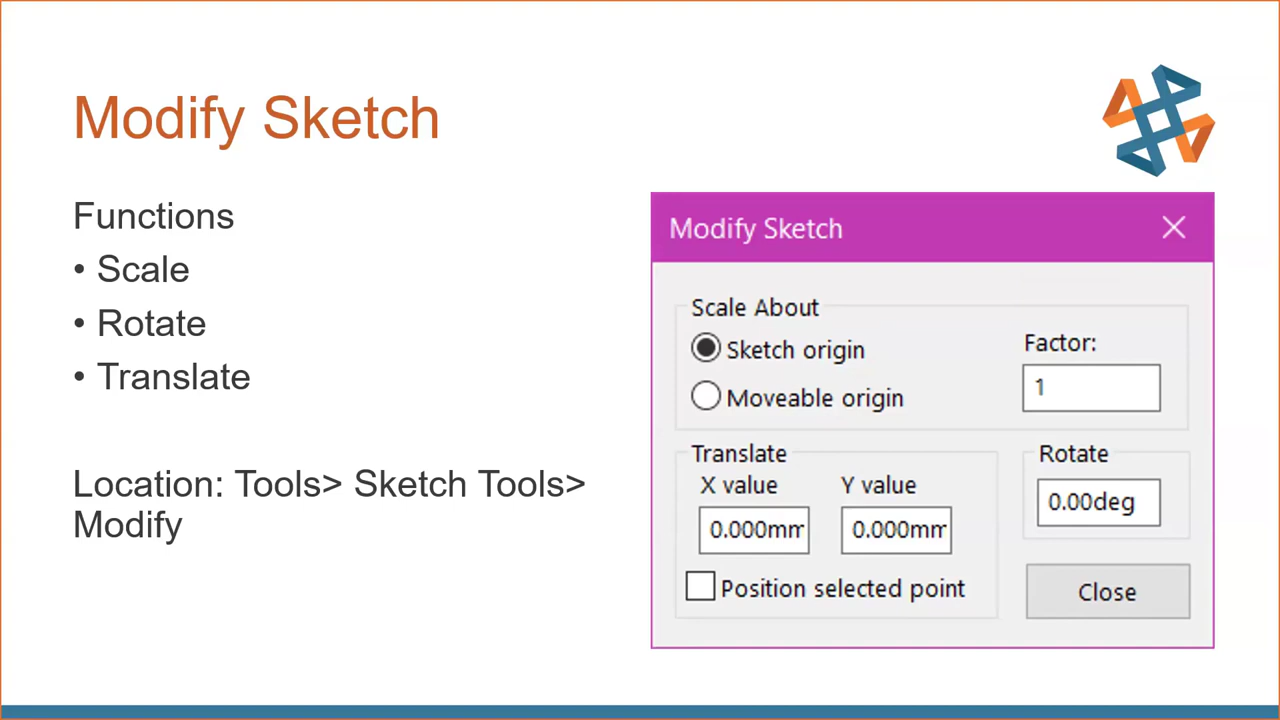 Modify Sketch
Functions
• Scale
• Rotate
• Translate
Location: Tools> Sketch Tools>
Modify
Modify Sketch
Scale About
Sketch origin
Moveable origin
Factor:
1
Translate
X value
Y value
0.000mm
0.000mm
Position selected point
Rotate
0.00deg
Close